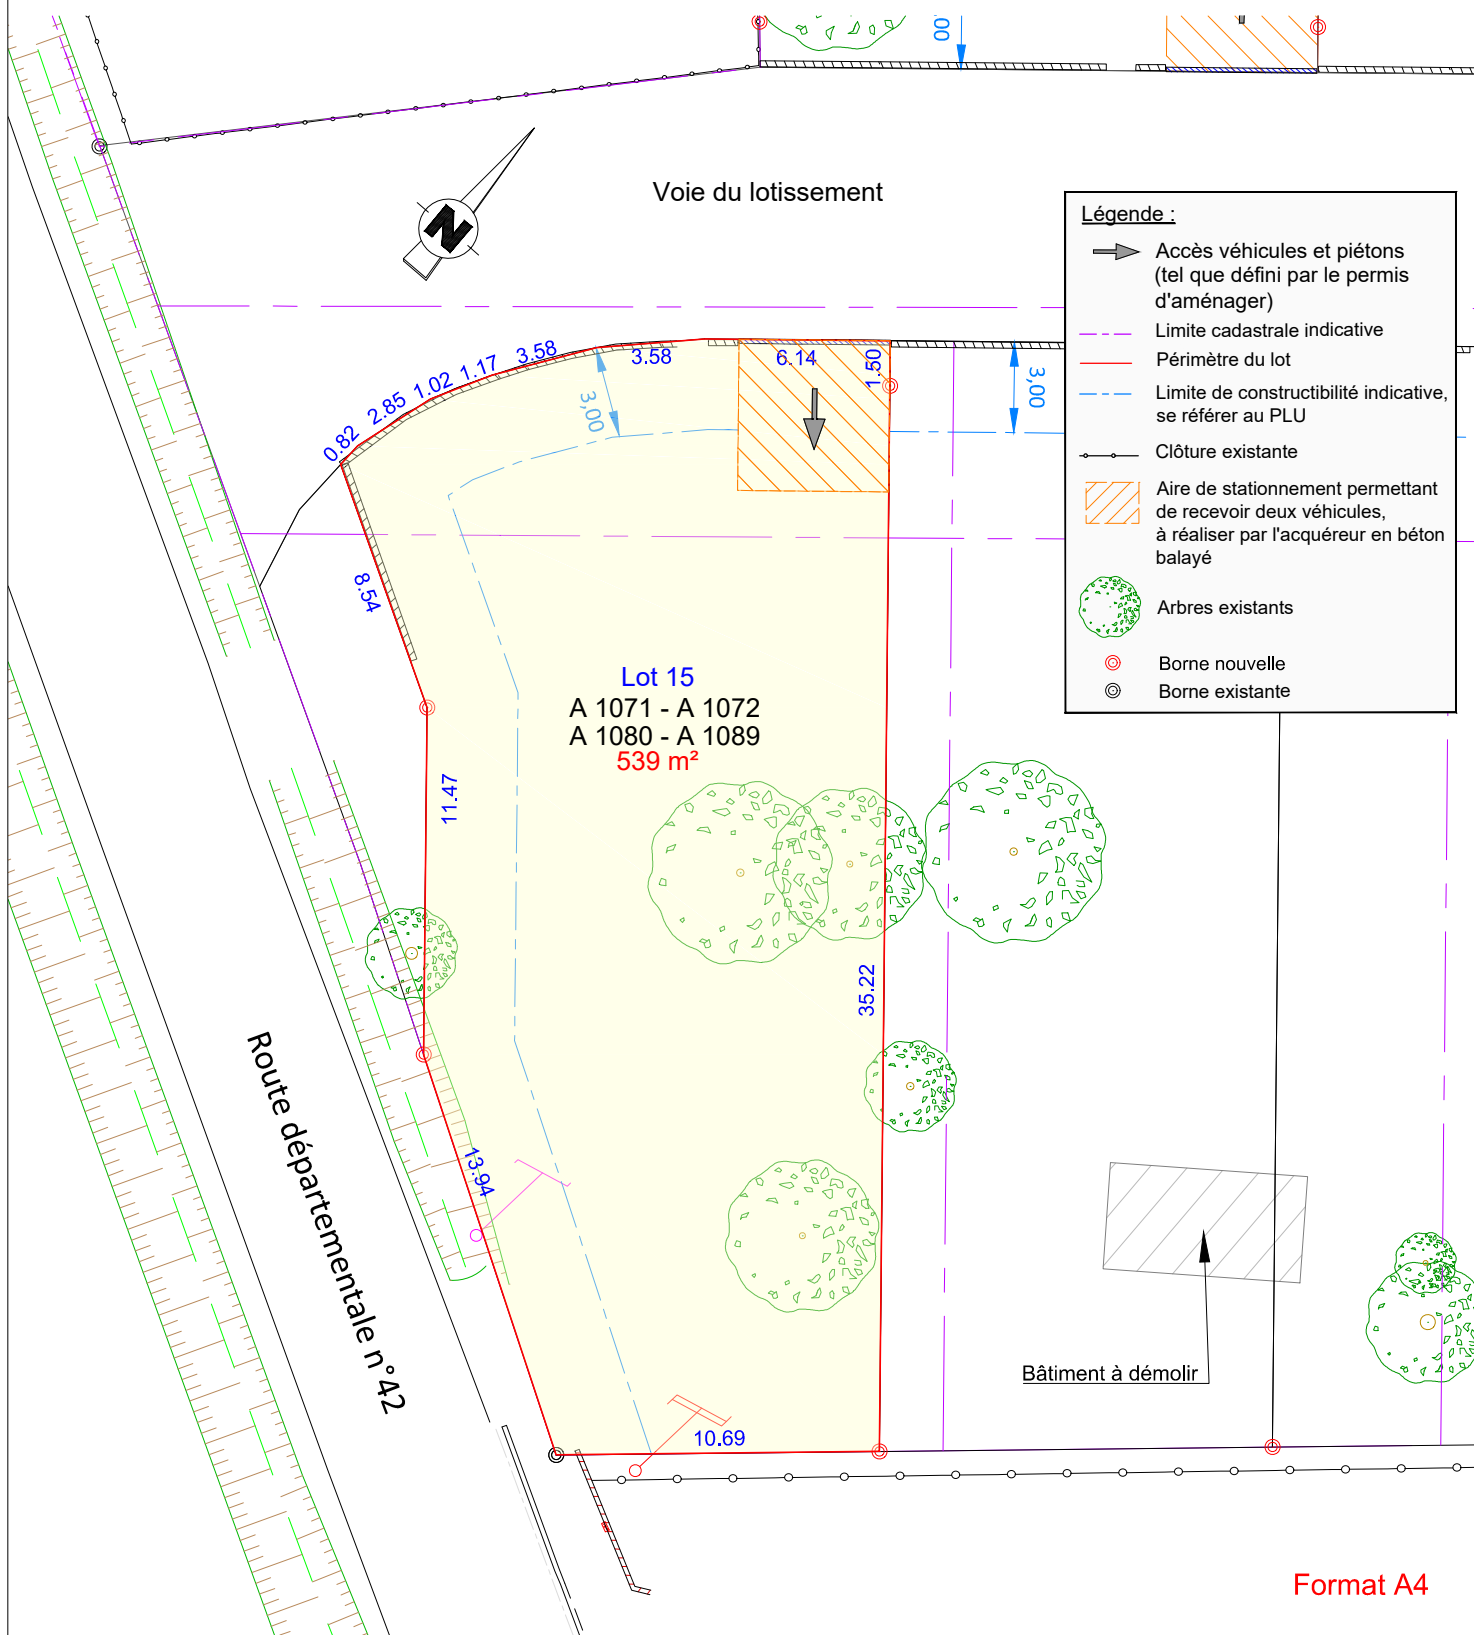 ,00
Voie du lotissement
N
Légende :
Accès véhicules et piétons
(tel que défini par le permis
d'aménager)
Limite cadastrale indicative
Périmètre du lot
Limite de constructibilité indicative,
se référer au PLU
Clôture existante
Aire de stationnement permettant
de recevoir deux véhicules,
à réaliser par l'acquéreur en béton
balayé
Arbres existants
Borne nouvelle
Borne existante
0.82
2.85
1.02
1.17
3.58
3.58
6.14
1.50
3,00
3,00
8.54
Lot 15
A 1071 - A 1072
A 1080 - A 1089
539 m²
11.47
35.22
13.94
10.69
Route départementale n°42
Bâtiment à démolir
Format A4